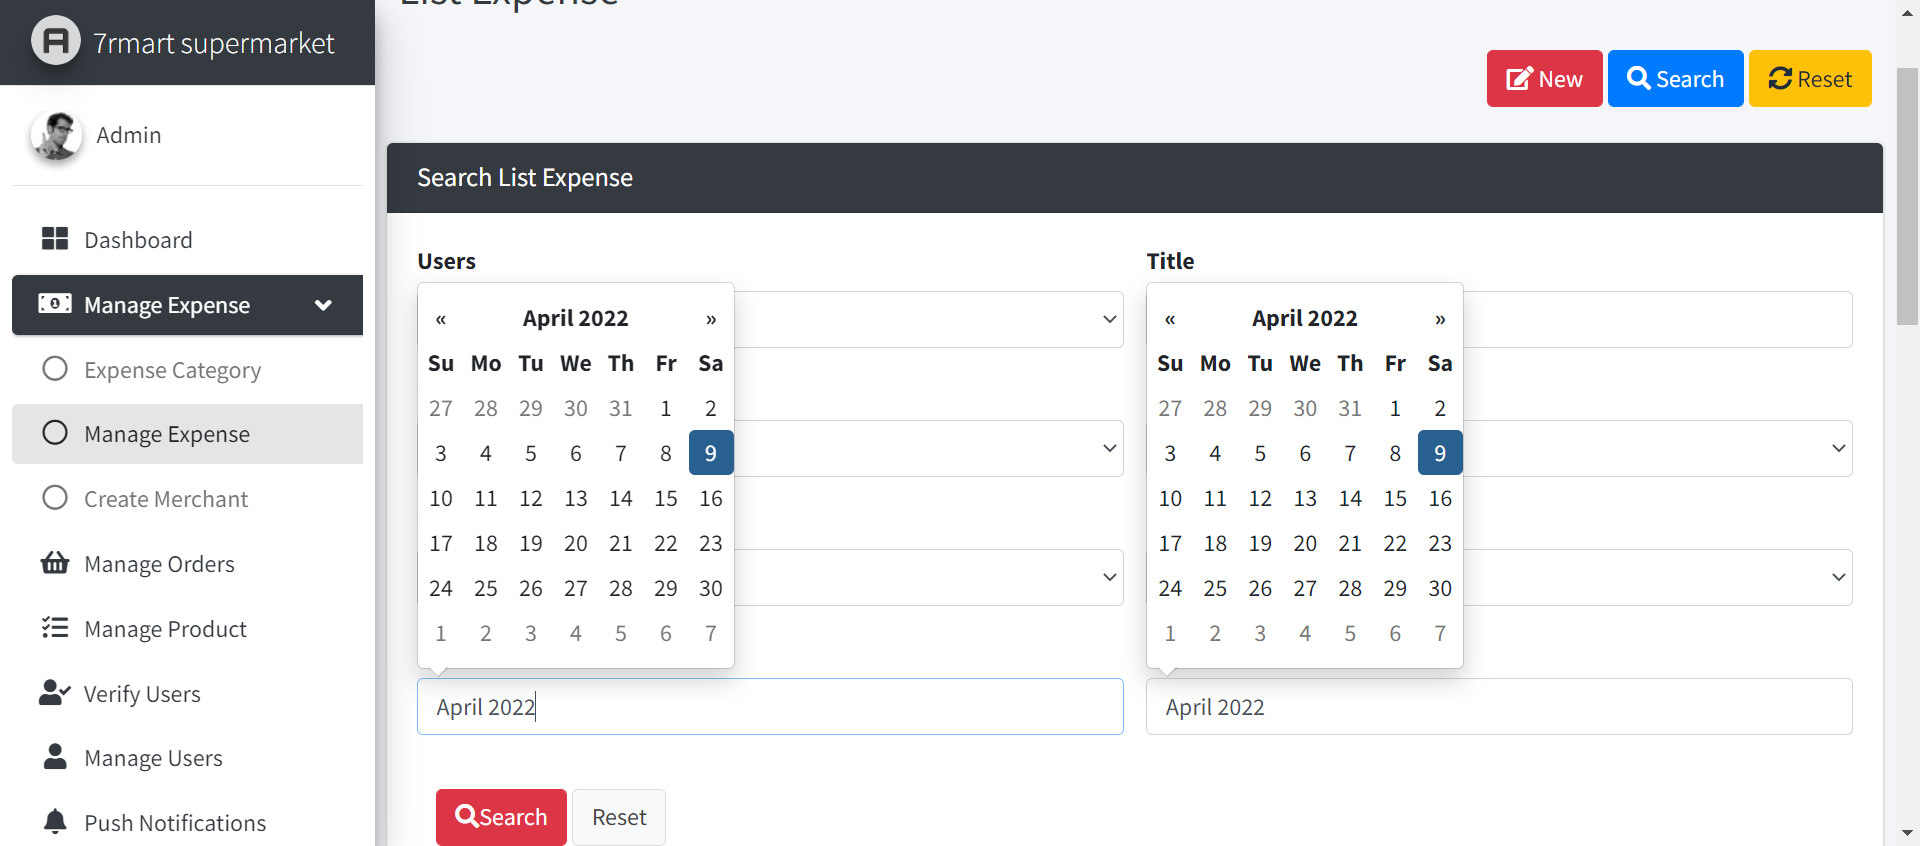 List Expense
7rmart supermarket
Admin
Dashboard
Manage Expense
Expense Category
Manage Expense
Create Merchant
Manage Orders
Manage Product
Verify Users
Manage Users
Push Notifications
New
Search
Reset
Search List Expense
Users
« April 2022 »
Su Mo Tu We Th Fr Sa
27 28 29 30 31 1 2
3 4 5 6 7 8 9
10 11 12 13 14 15 16
17 18 19 20 21 22 23
24 25 26 27 28 29 30
1 2 3 4 5 6 7
April 2022
Title
« April 2022 »
Su Mo Tu We Th Fr Sa
27 28 29 30 31 1 2
3 4 5 6 7 8 9
10 11 12 13 14 15 16
17 18 19 20 21 22 23
24 25 26 27 28 29 30
1 2 3 4 5 6 7
April 2022
Search
Reset